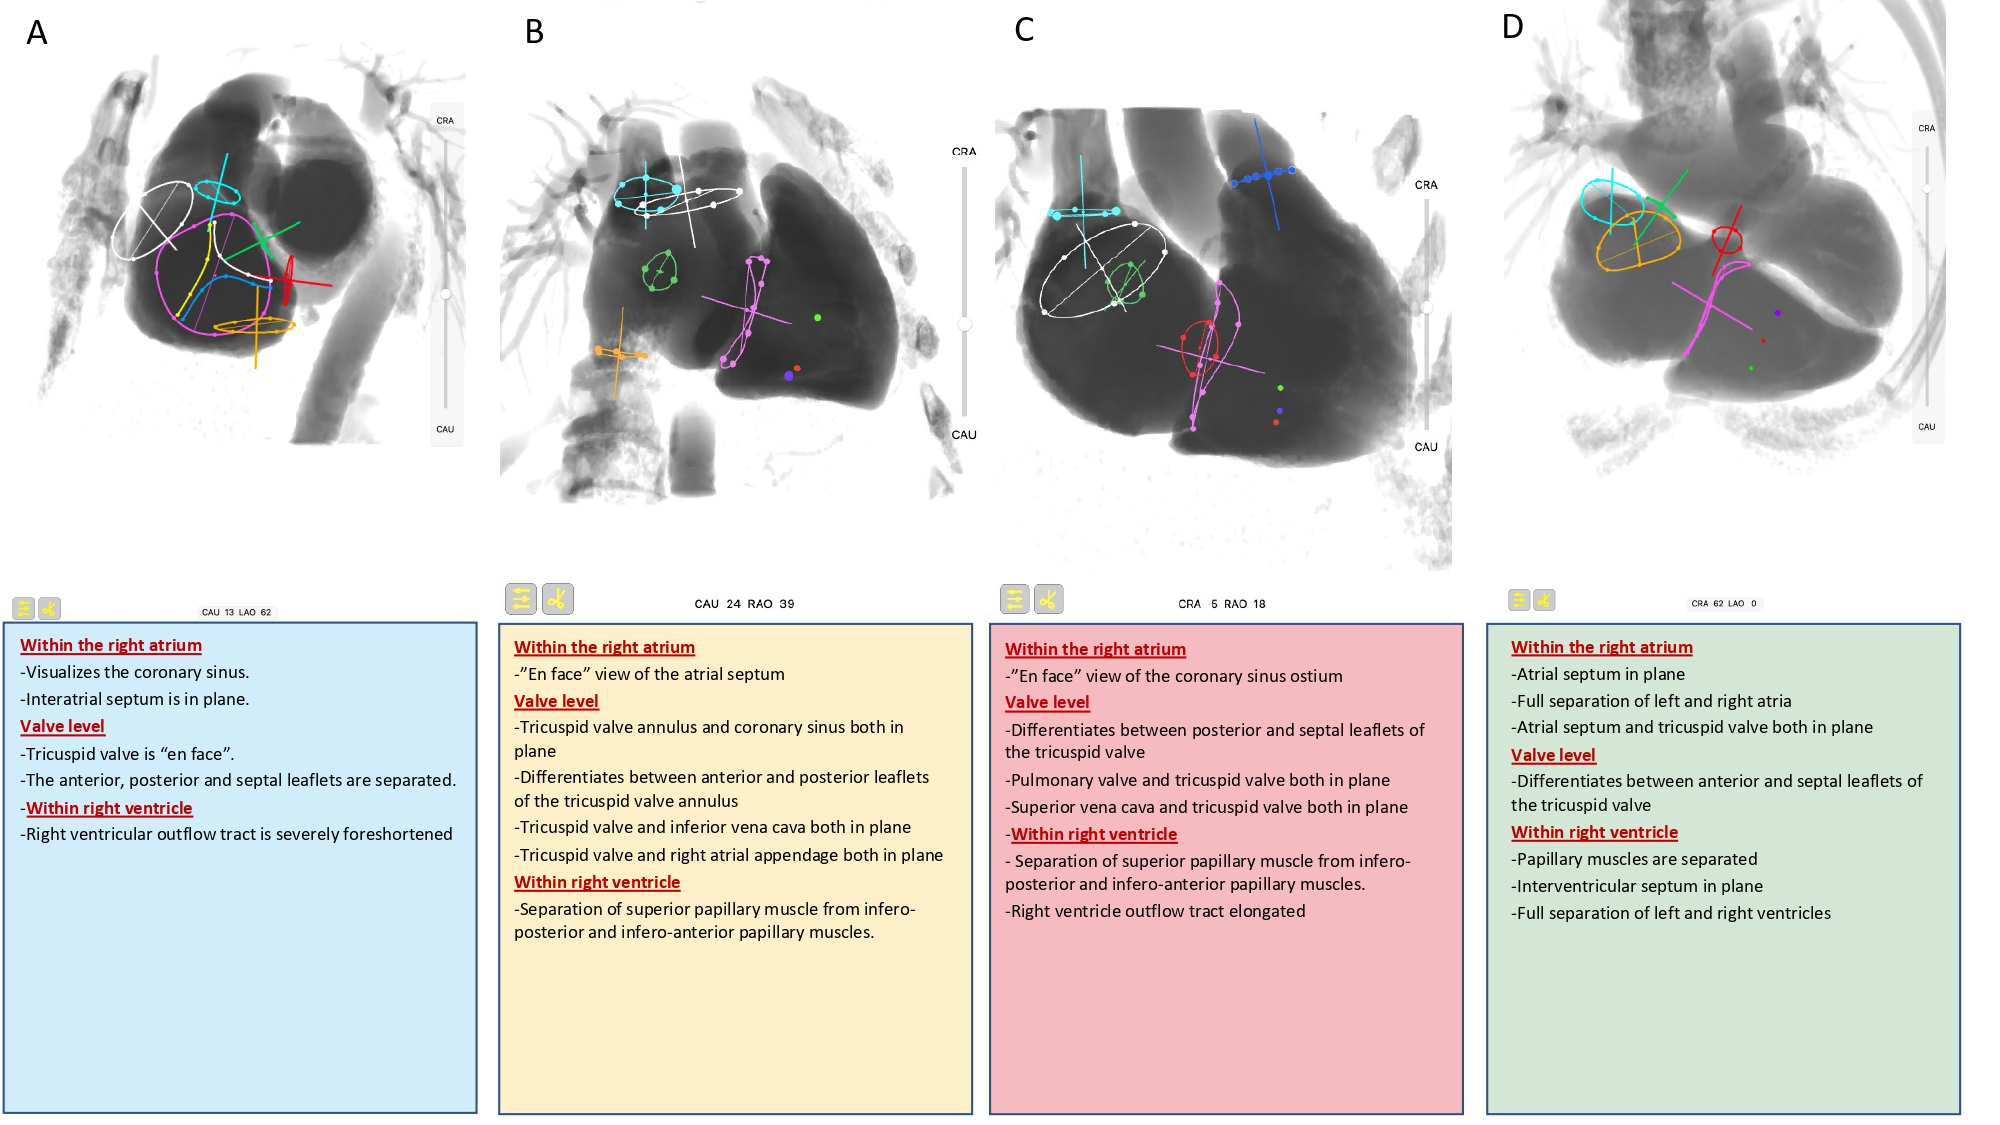 A
CRA
CAU
CAU 13 LAO 62
Within the right atrium
-Visualizes the coronary sinus.
-Interatrial septum is in plane.
Valve level
-Tricuspid valve is “en face”.
-The anterior, posterior and septal leaflets are separated.
-Within right ventricle
-Right ventricular outflow tract is severely foreshortened
B
CRA
CAU
CAU 24 RAO 39
Within the right atrium
-”En face” view of the atrial septum
Valve level
-Tricuspid valve annulus and coronary sinus both in
plane
-Differentiates between anterior and posterior leaflets
of the tricuspid valve annulus
-Tricuspid valve and inferior vena cava both in plane
-Tricuspid valve and right atrial appendage both in plane
Within right ventricle
-Separation of superior papillary muscle from infero-
posterior and infero-anterior papillary muscles.
C
CRA
CAU
CRA 5 RAO 18
Within the right atrium
-”En face” view of the coronary sinus ostium
Valve level
-Differentiates between posterior and septal leaflets of
the tricuspid valve
-Pulmonary valve and tricuspid valve both in plane
-Superior vena cava and tricuspid valve both in plane
-Within right ventricle
- Separation of superior papillary muscle from infero-
posterior and infero-anterior papillary muscles.
-Right ventricle outflow tract elongated
D
CRA
CAU
CRA 62 LAO 0
Within the right atrium
-Atrial septum in plane
-Full separation of left and right atria
-Atrial septum and tricuspid valve both in plane
Valve level
-Differentiates between anterior and septal leaflets of
the tricuspid valve
Within right ventricle
-Papillary muscles are separated
-Interventricular septum in plane
-Full separation of left and right ventricles